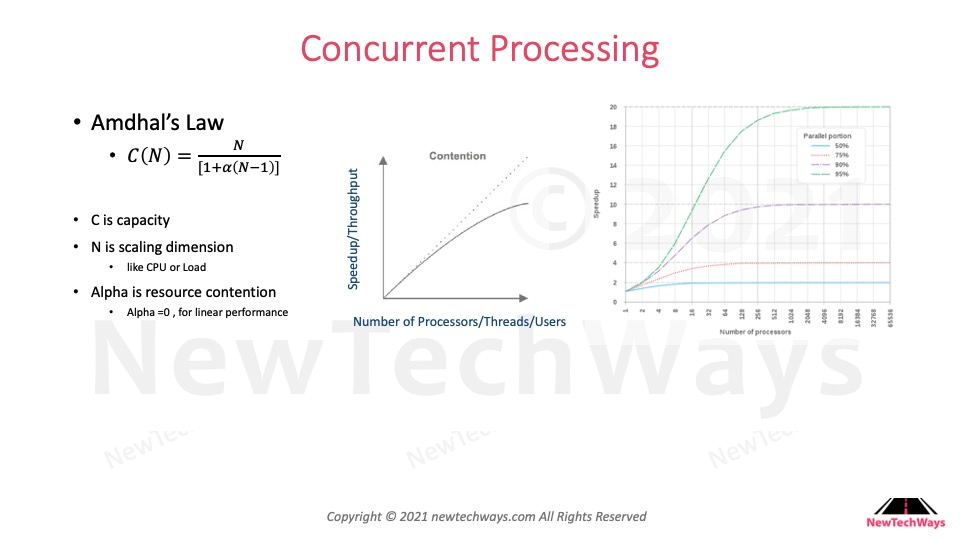 Concurrent Processing
• Amdhal's Law
• C(N) = N / [1+α(N−1)]
• C is capacity
• N is scaling dimension
• like CPU or Load
• Alpha is resource contention
• Alpha =0 , for linear performance
Contention
Speedup/Throughput
Number of Processors/Threads/Users
20
18
16
14
12
10
8
6
4
2
0
Speedup
Parallel portion
50%
75%
90%
95%
1 2 4 8 16 32 64 128 256 512 1024 2048 4096 8192 16384 32768 65536
Number of processors
© 2021
NewTechWays
NewTec
NewTec
NewTec
Copyright © 2021 newtechways.com All Rights Reserved
NewTechWays